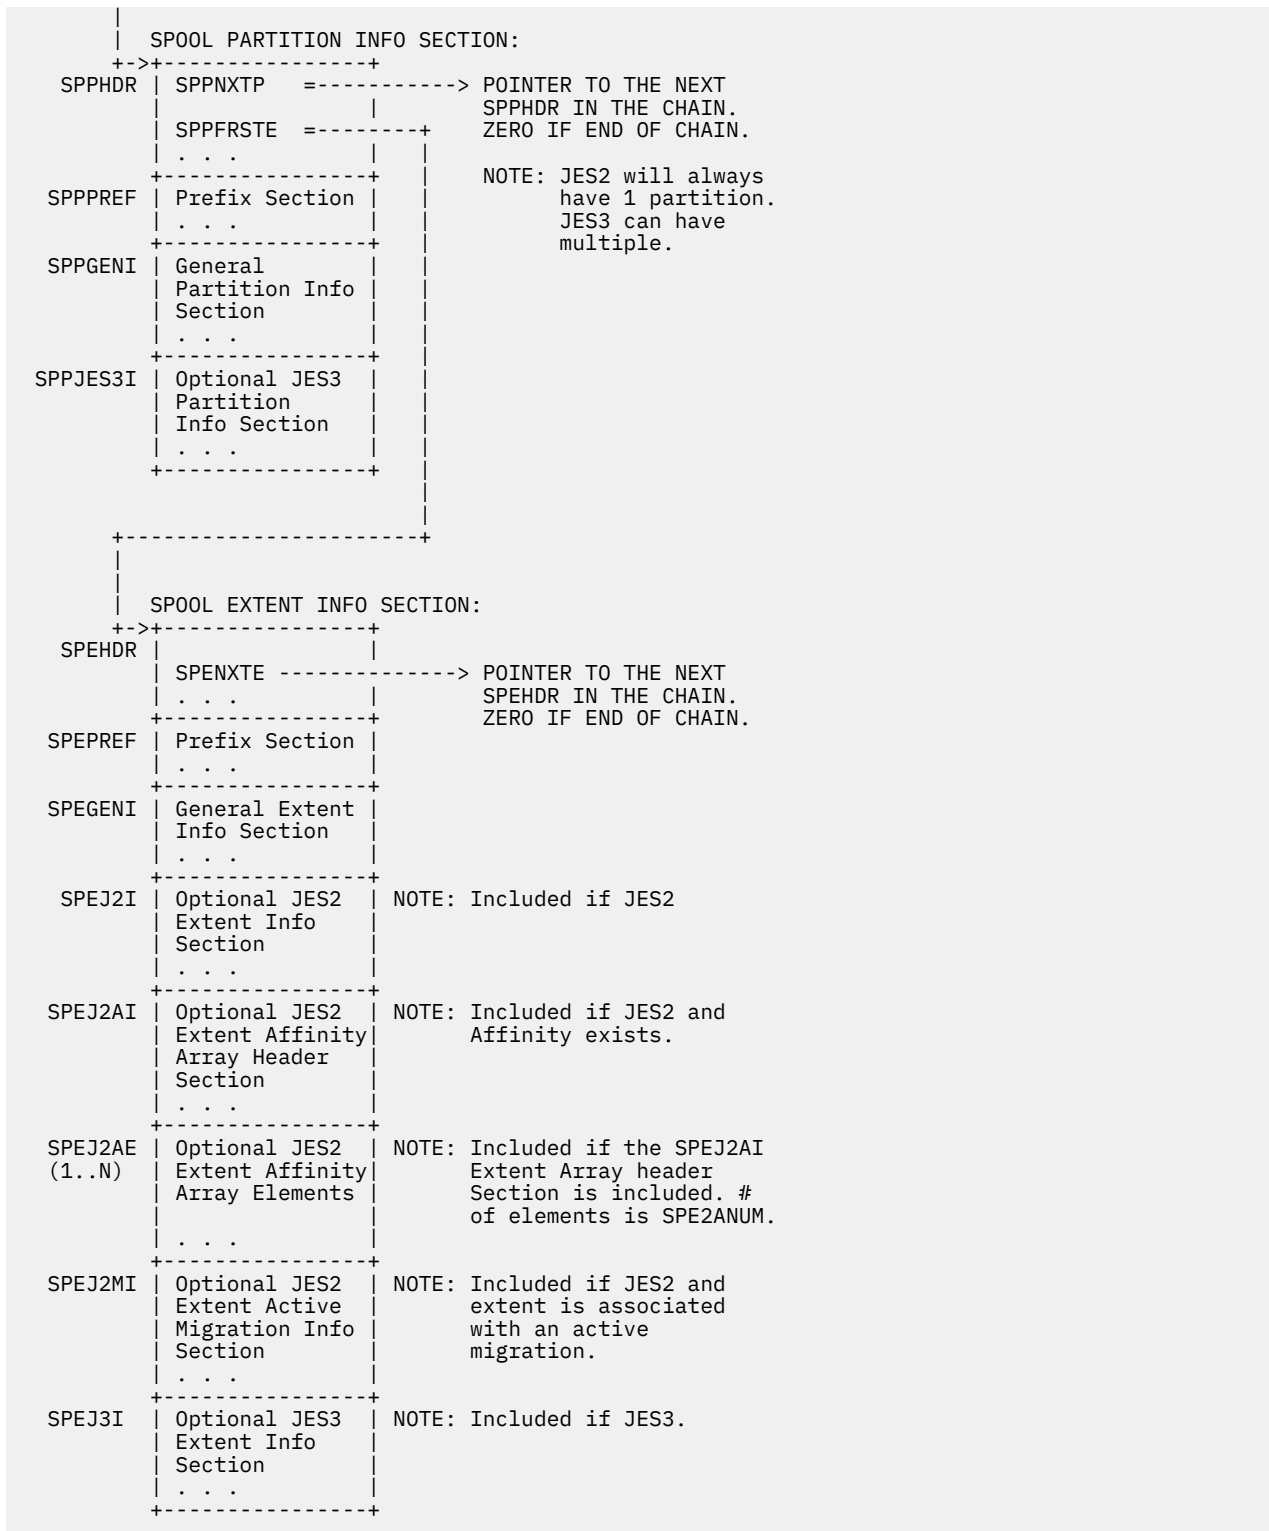 |
|  SPOOL PARTITION INFO SECTION:
+->+----------------+
SPPHDR | SPPNXTP   =-----------> POINTER TO THE NEXT
|                |        SPPHDR IN THE CHAIN.
| SPPFRSTE  =--------+    ZERO IF END OF CHAIN.
| . . .          |   |
+----------------+   |    NOTE: JES2 will always
SPPPREF | Prefix Section |   |          have 1 partition.
| . . .          |   |          JES3 can have
+----------------+   |          multiple.
SPPGENI | General        |   |
| Partition Info |   |
| Section        |   |
| . . .          |   |
+----------------+   |
SPPJES3I | Optional JES3  |   |
| Partition      |   |
| Info Section   |   |
| . . .          |   |
+----------------+   |
|
|
+-----------------------+
|
|
|  SPOOL EXTENT INFO SECTION:
+->+----------------+
SPEHDR |                |
| SPENXTE --------------> POINTER TO THE NEXT
| . . .          |        SPEHDR IN THE CHAIN.
+----------------+        ZERO IF END OF CHAIN.
SPEPREF | Prefix Section |
| . . .          |
+----------------+
SPEGENI | General Extent |
| Info Section   |
| . . .          |
+----------------+
SPEJ2I | Optional JES2  | NOTE: Included if JES2
| Extent Info    |
| Section        |
| . . .          |
+----------------+
SPEJ2AI | Optional JES2  | NOTE: Included if JES2 and
| Extent Affinity|       Affinity exists.
| Array Header   |
| Section        |
| . . .          |
+----------------+
SPEJ2AE | Optional JES2  | NOTE: Included if the SPEJ2AI
(1..N)  | Extent Affinity|       Extent Array header
| Array Elements |       Section is included. #
|                |       of elements is SPE2ANUM.
| . . .          |
+----------------+
SPEJ2MI | Optional JES2  | NOTE: Included if JES2 and
| Extent Active  |       extent is associated
| Migration Info |       with an active
| Section        |       migration.
| . . .          |
+----------------+
SPEJ3I  | Optional JES3  | NOTE: Included if JES3.
| Extent Info    |
| Section        |
| . . .          |
+----------------+